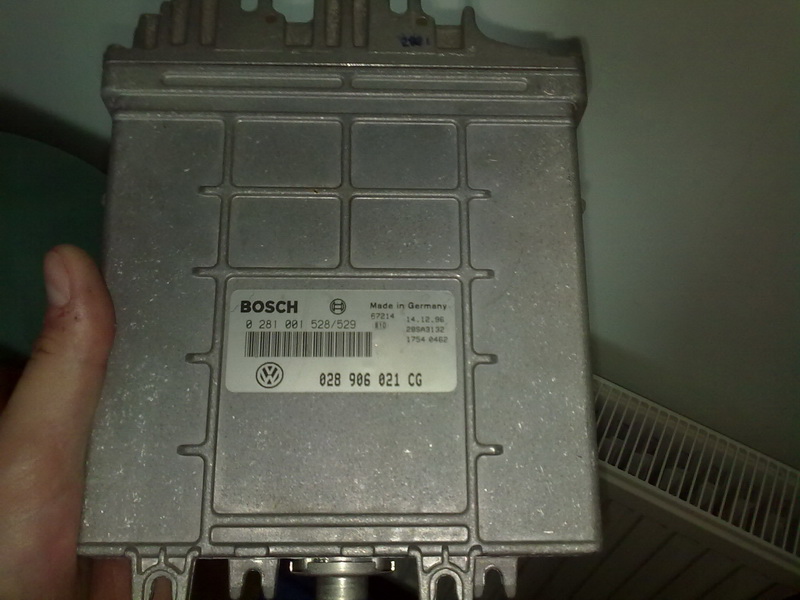 BOSCH
Made in Germany
0 281 001 528/529
67214
14.12.96
1754 0462
028 906 021 CG